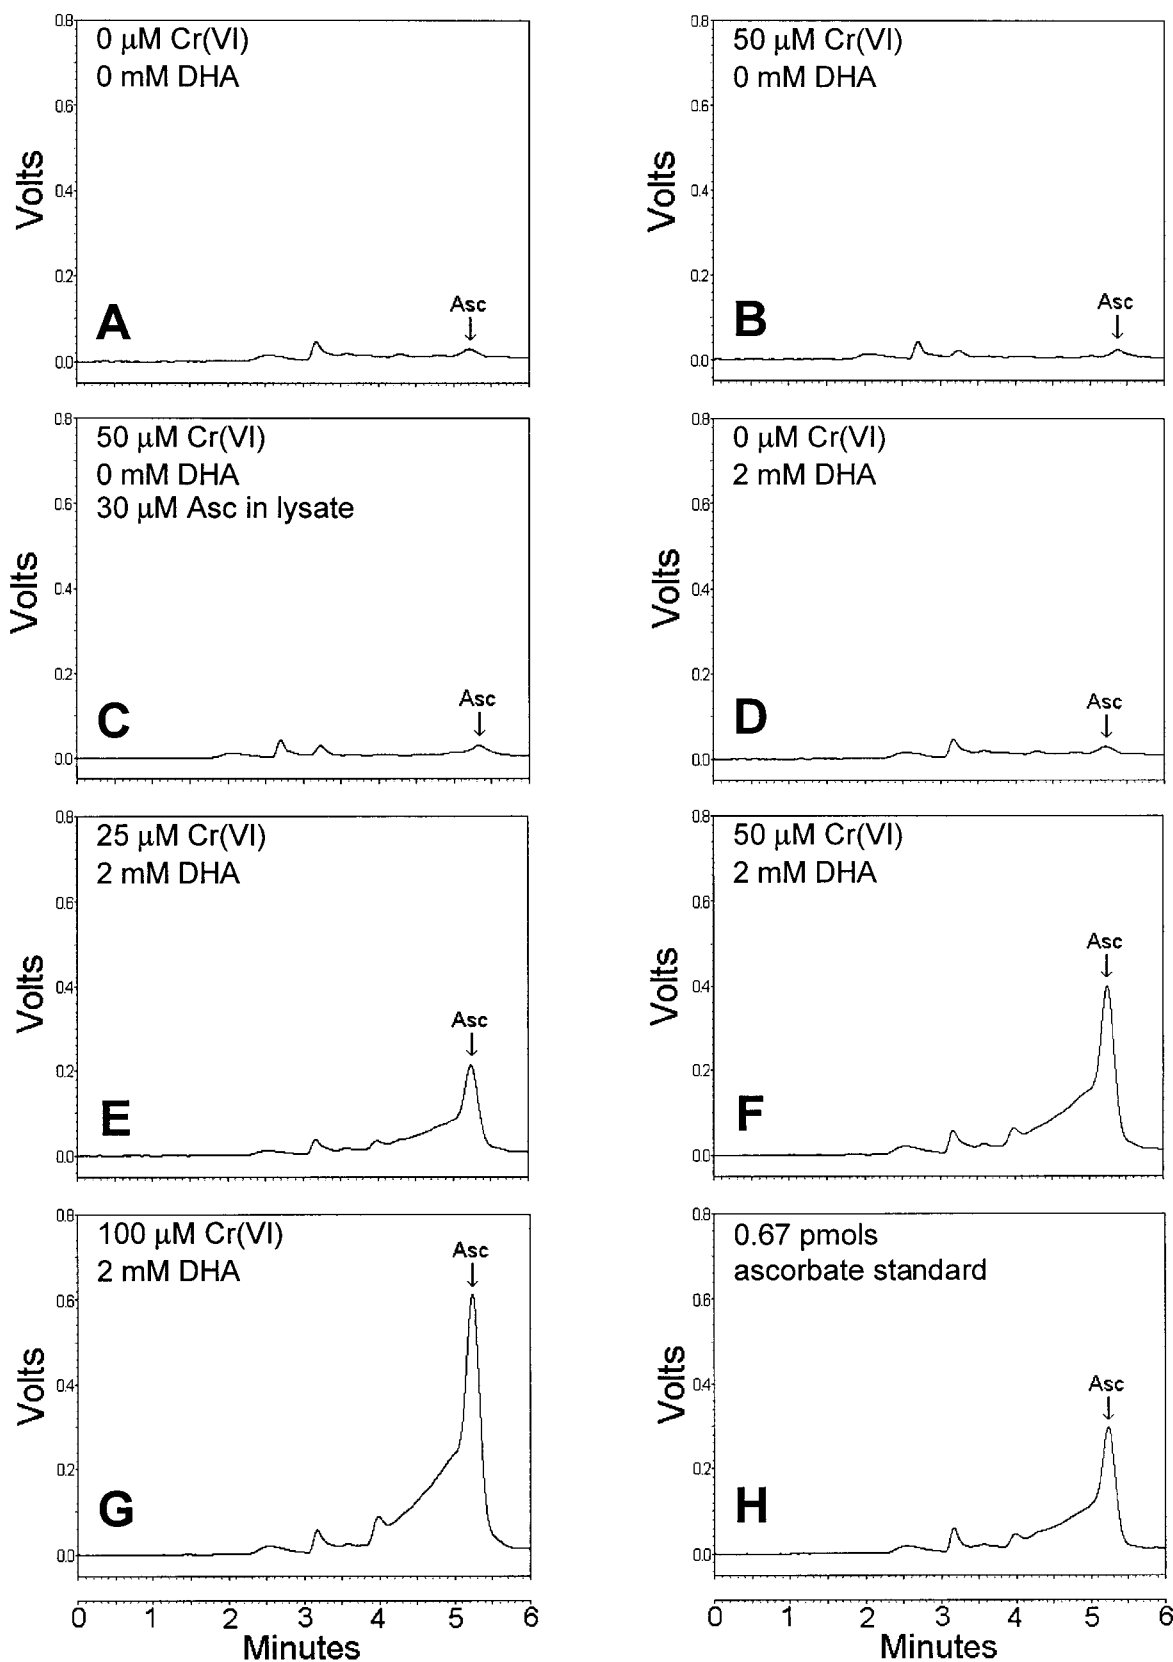 0 μM Cr(VI)
0 mM DHA
0.8
0.6
0.4
0.2
0.0
Volts
Asc
A
50 μM Cr(VI)
0 mM DHA
0.8
0.6
0.4
0.2
0.0
Volts
Asc
B
50 μM Cr(VI)
0 mM DHA
30 μM Asc in lysate
0.8
0.6
0.4
0.2
0.0
Volts
Asc
C
0 μM Cr(VI)
2 mM DHA
0.8
0.6
0.4
0.2
0.0
Volts
Asc
D
25 μM Cr(VI)
2 mM DHA
0.8
0.6
0.4
0.2
0.0
Volts
Asc
E
50 μM Cr(VI)
2 mM DHA
0.8
0.6
0.4
0.2
0.0
Volts
Asc
F
100 μM Cr(VI)
2 mM DHA
0.8
0.6
0.4
0.2
0.0
Volts
Asc
G
0 1 2 3 4 5 6
Minutes
0.67 pmols
ascorbate standard
0.8
0.6
0.4
0.2
0.0
Volts
Asc
H
0 1 2 3 4 5 6
Minutes